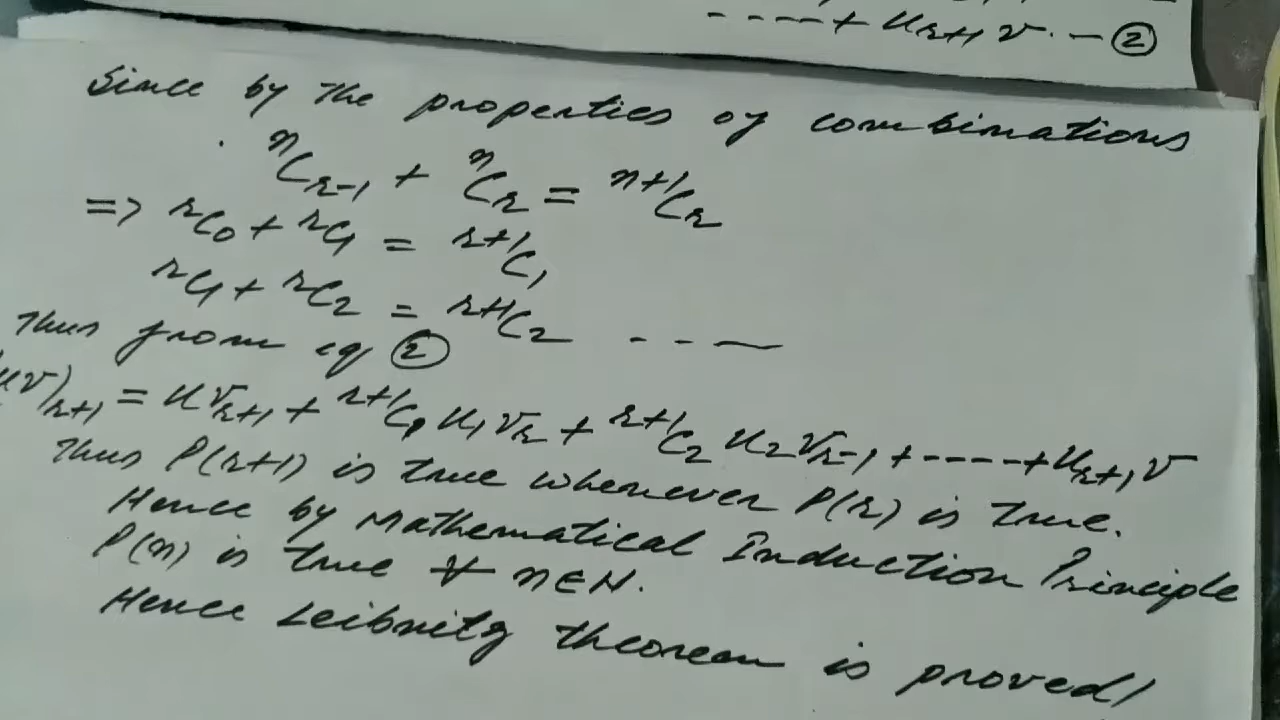 ----+ u_{r+1} v. — ②
Since by the properties of combinations
ⁿC_{r-1} + ⁿC_r = ⁿ⁺¹C_r
=> ʳC₀ + ʳC₁ = ʳ⁺¹C₁
ʳC₁ + ʳC₂ = ʳ⁺¹C₂ - - —
Thus from eq ②
(uv)_{r+1} = uv_{r+1} + ʳ⁺¹C₁ u₁v_r + ʳ⁺¹C₂ u₂v_{r-1} +-----+ u_{r+1} v
Thus P(r+1) is true whenever P(r) is true.
Hence by Mathematical Induction Principle
P(n) is true ∀ n∈N.
Hence Leibnitz theorem is proved/